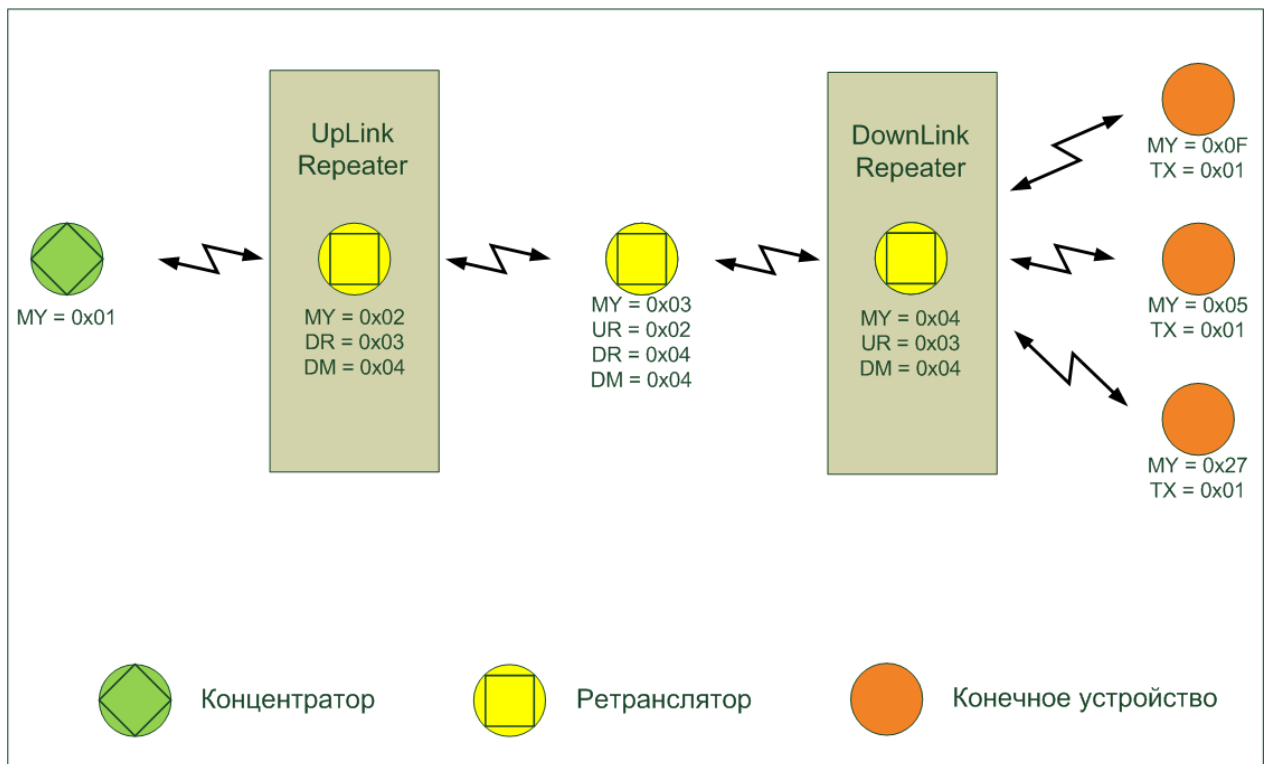 UpLink
Repeater
DownLink
Repeater
MY = 0x01
MY = 0x02
DR = 0x03
DM = 0x04
MY = 0x03
UR = 0x02
DR = 0x04
DM = 0x04
MY = 0x04
UR = 0x03
DM = 0x04
MY = 0x0F
TX = 0x01
MY = 0x05
TX = 0x01
MY = 0x27
TX = 0x01
Концентратор
Ретранслятор
Конечное устройство